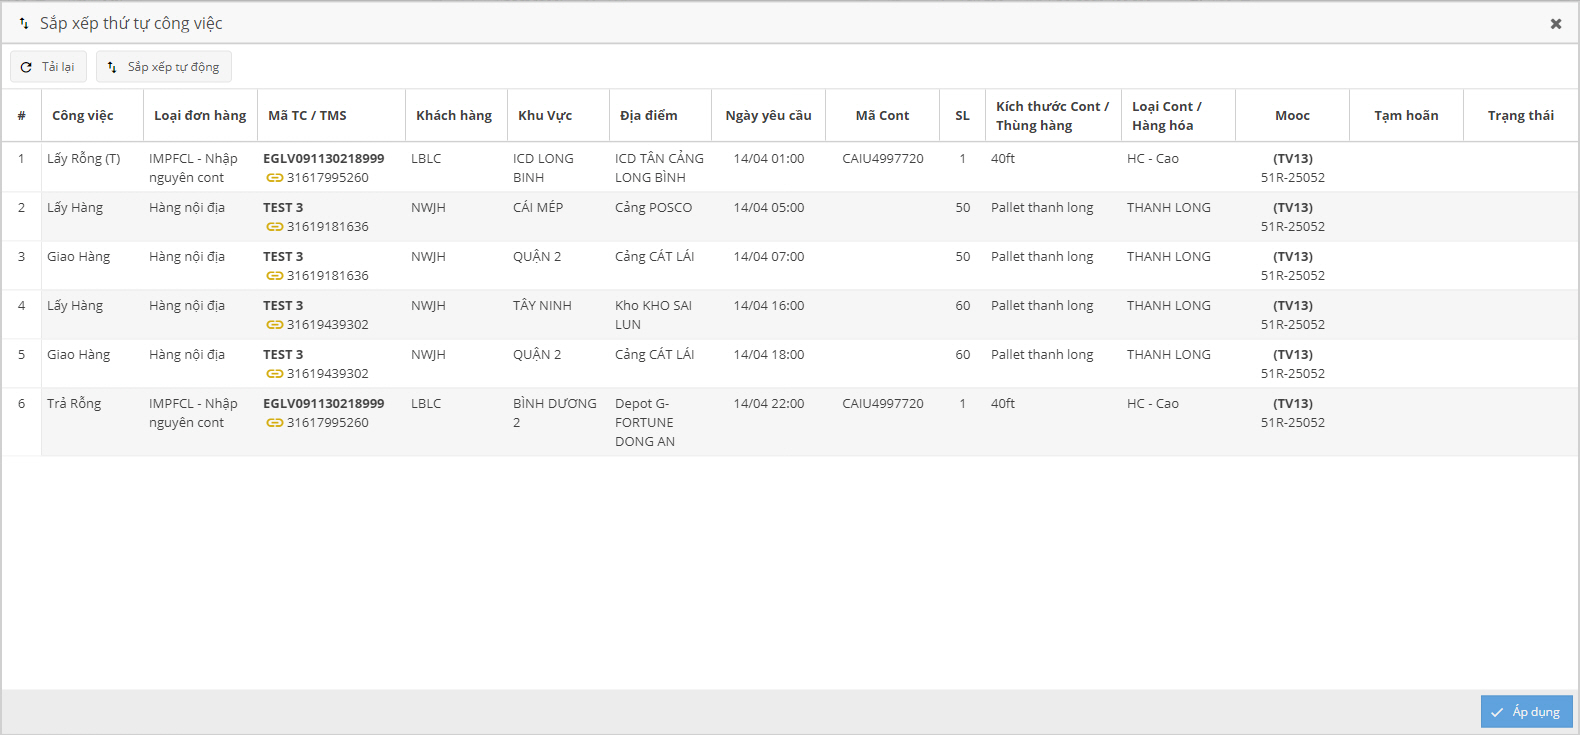 Sắp xếp thứ tự công việc
Tải lại Sắp xếp tự động
# Công việc Loại đơn hàng Mã TC / TMS Khách hàng Khu Vực Địa điểm Ngày yêu cầu Mã Cont SL Kích thước Cont / Loại Cont / Mooc Tạm hoãn Trạng thái
Thùng hàng Hàng hóa
1 Lấy Rỗng (T) IMPFCL - Nhập EGLV091130218999 LBLC ICD LONG ICD TÂN CẢNG 14/04 01:00 CAIU4997720 1 40ft HC - Cao (TV13)
nguyên cont 31617995260 BINH LONG BÌNH 51R-25052
2 Lấy Hàng Hàng nội địa TEST 3 NWJH CÁI MÉP Cảng POSCO 14/04 05:00 50 Pallet thanh long THANH LONG (TV13)
31619181636 51R-25052
3 Giao Hàng Hàng nội địa TEST 3 NWJH QUẬN 2 Cảng CÁT LÁI 14/04 07:00 50 Pallet thanh long THANH LONG (TV13)
31619181636 51R-25052
4 Lấy Hàng Hàng nội địa TEST 3 NWJH TÂY NINH Kho KHO SAI 14/04 16:00 60 Pallet thanh long THANH LONG (TV13)
31619439302 LUN 51R-25052
5 Giao Hàng Hàng nội địa TEST 3 NWJH QUẬN 2 Cảng CÁT LÁI 14/04 18:00 60 Pallet thanh long THANH LONG (TV13)
31619439302 51R-25052
6 Trả Rỗng IMPFCL - Nhập EGLV091130218999 LBLC BÌNH DƯƠNG Depot G- 14/04 22:00 CAIU4997720 1 40ft HC - Cao (TV13)
nguyên cont 31617995260 2 FORTUNE 51R-25052
DONG AN
Áp dụng